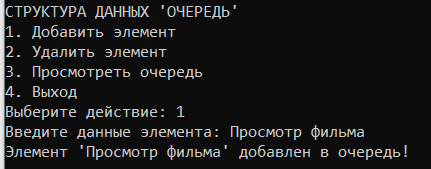 СТРУКТУРА ДАННЫХ 'ОЧЕРЕДЬ'
1. Добавить элемент
2. Удалить элемент
3. Просмотреть очередь
4. Выход
Выберите действие: 1
Введите данные элемента: Просмотр фильма
Элемент 'Просмотр фильма' добавлен в очередь!